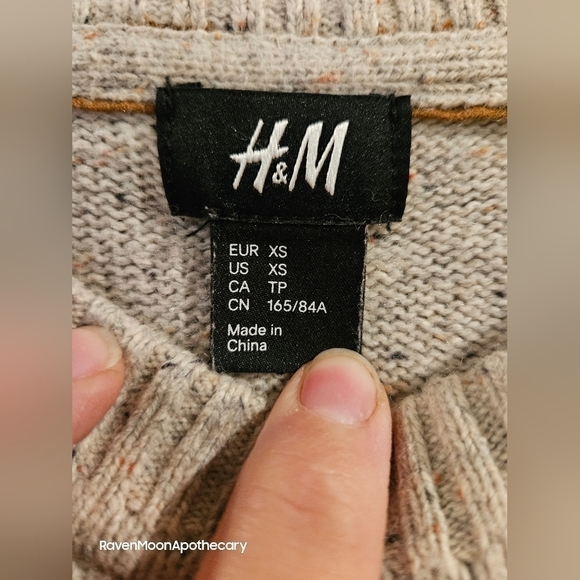 H&M
EUR XS
US XS
CA TP
CN 165/84A
Made in
China
RavenMoonApothecary